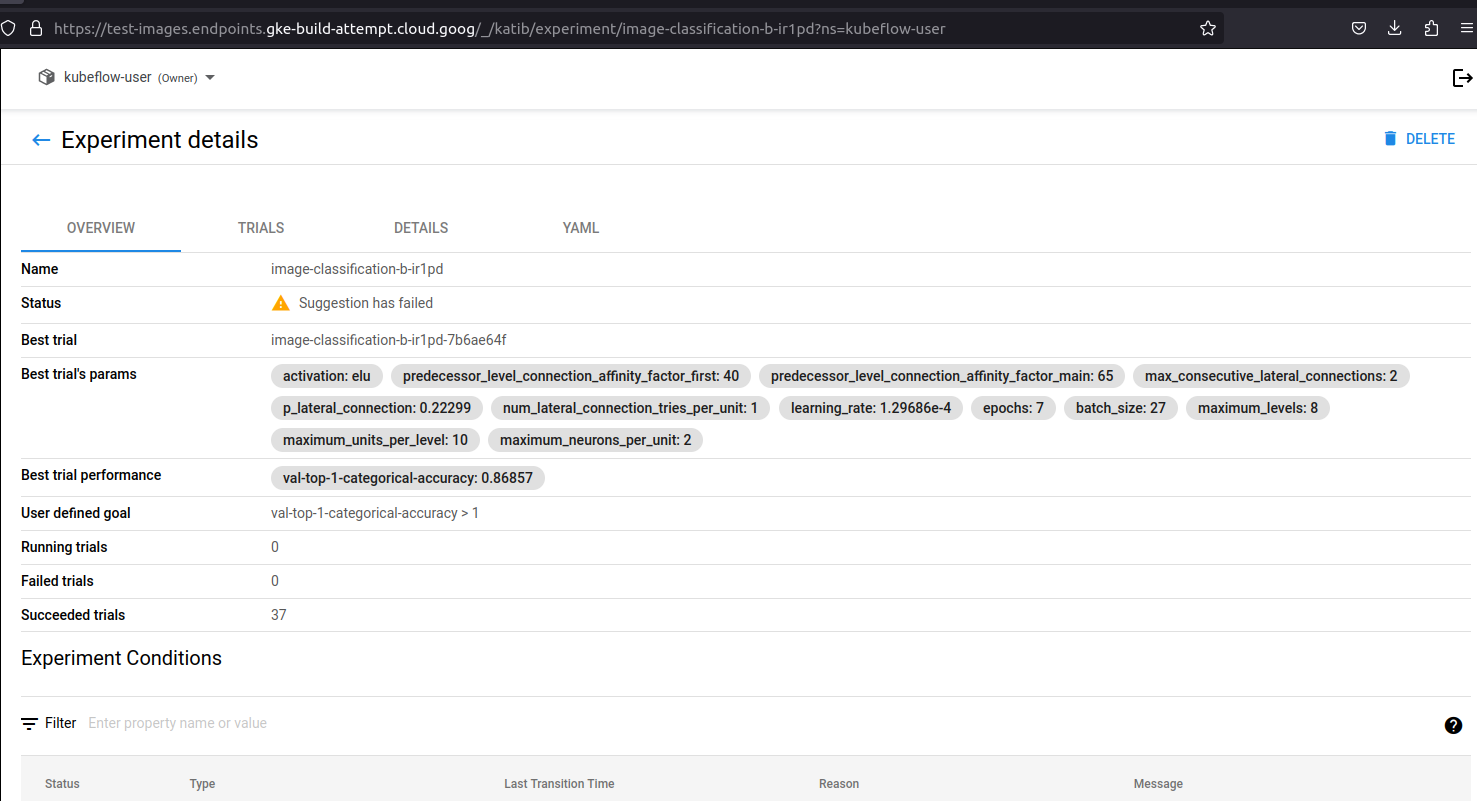 https://test-images.endpoints.gke-build-attempt.cloud.goog/_/katib/experiment/image-classification-b-ir1pd?ns=kubeflow-user
kubeflow-user (Owner)
Experiment details
DELETE
OVERVIEW TRIALS DETAILS YAML
Name image-classification-b-ir1pd
Status Suggestion has failed
Best trial image-classification-b-ir1pd-7b6ae64f
Best trial's params activation: elu predecessor_level_connection_affinity_factor_first: 40 predecessor_level_connection_affinity_factor_main: 65 max_consecutive_lateral_connections: 2
p_lateral_connection: 0.22299 num_lateral_connection_tries_per_unit: 1 learning_rate: 1.29686e-4 epochs: 7 batch_size: 27 maximum_levels: 8
maximum_units_per_level: 10 maximum_neurons_per_unit: 2
Best trial performance val-top-1-categorical-accuracy: 0.86857
User defined goal val-top-1-categorical-accuracy > 1
Running trials 0
Failed trials 0
Succeeded trials 37
Experiment Conditions
Filter Enter property name or value
?
Status Type Last Transition Time Reason Message